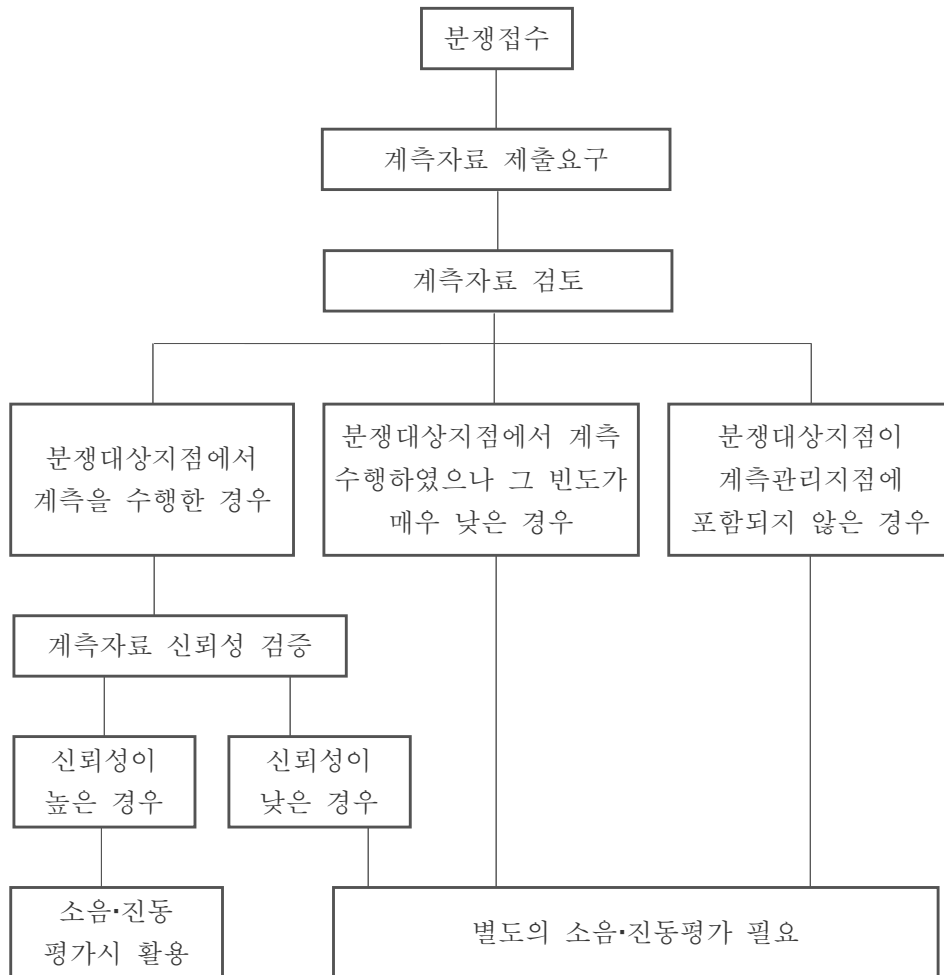 분쟁접수
계측자료 제출요구
계측자료 검토
분쟁대상지점에서
계측을 수행한 경우
분쟁대상지점에서 계측
수행하였으나 그 빈도가
매우 낮은 경우
분쟁대상지점이
계측관리지점에
포함되지 않은 경우
계측자료 신뢰성 검증
신뢰성이
높은 경우
신뢰성이
낮은 경우
소음·진동
평가시 활용
별도의 소음·진동평가 필요